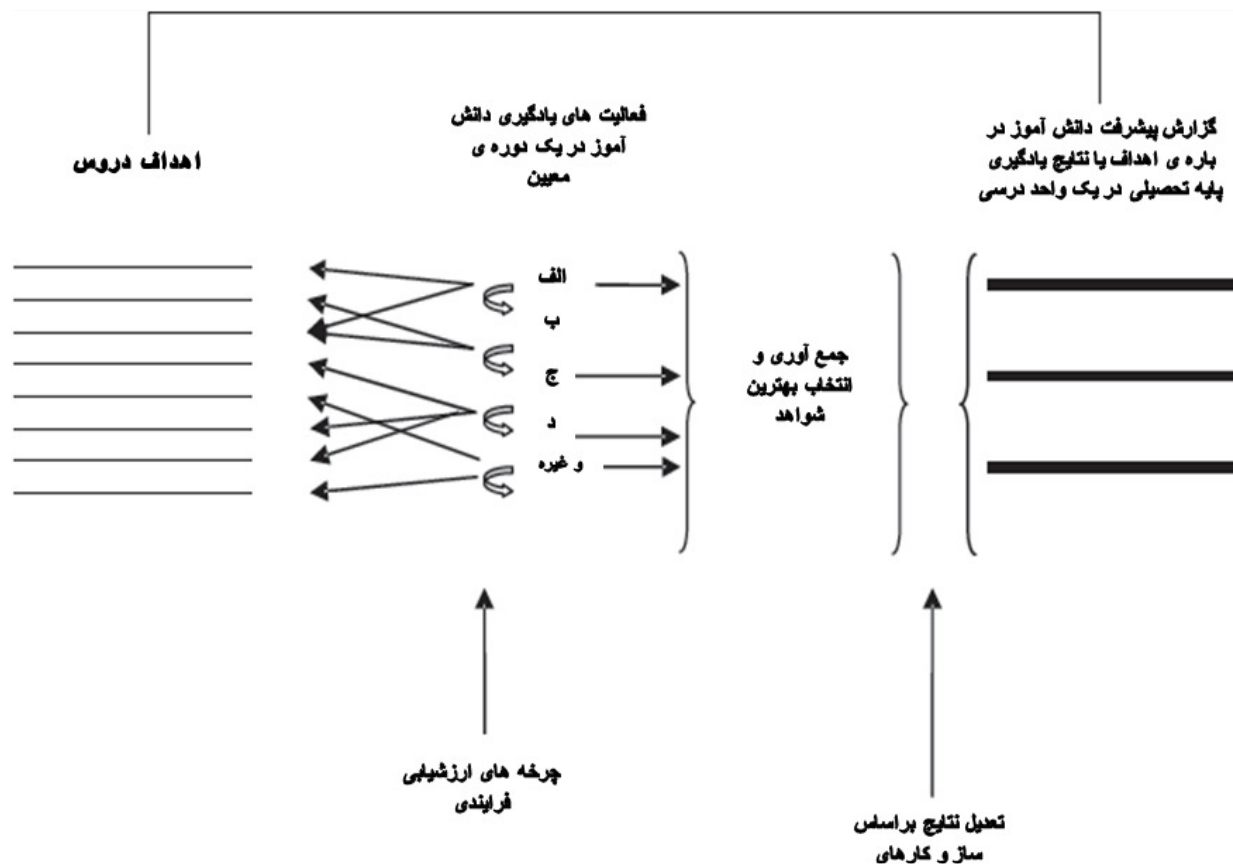 گزارش پیشرفت دانش آموز در
باره ی اهداف یا نتایج یادگیری
پایه تحصیلی در یک واحد درسی
فعالیت های یادگیری دانش
آموز در یک دوره ی
معیین
اهداف دروس
الف
ب
ج
د
و غیره
جمع آوری و
انتخاب بهترین
شواهد
چرخه های ارزشیابی
فرایندی
تعدیل نتایج براساس
ساز و کارهای